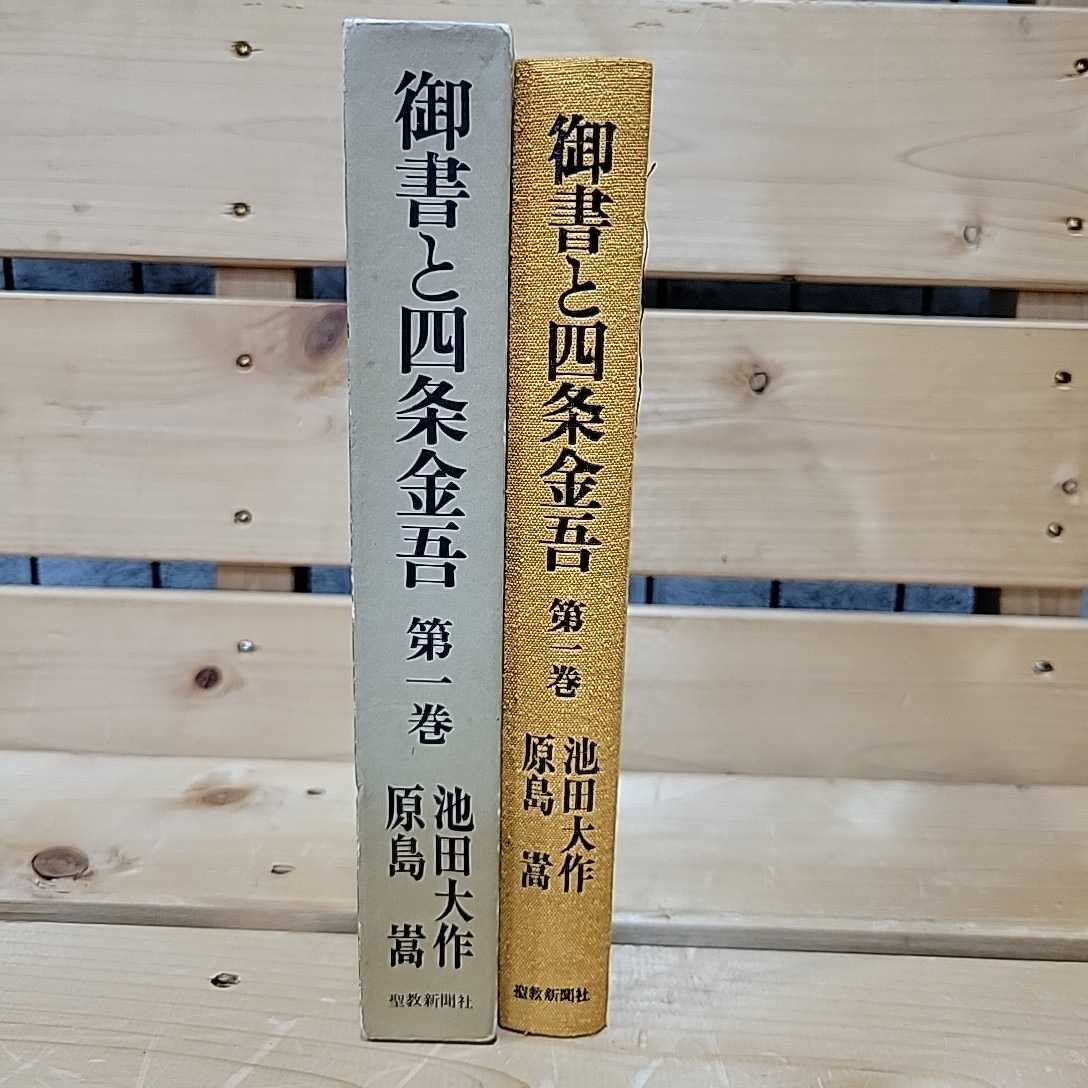 御書と四条金吾 第一巻
池田大作
原島 嵩
聖教新聞社
御書と四条金吾 第一巻
池田大作
原島 嵩
聖教新聞社